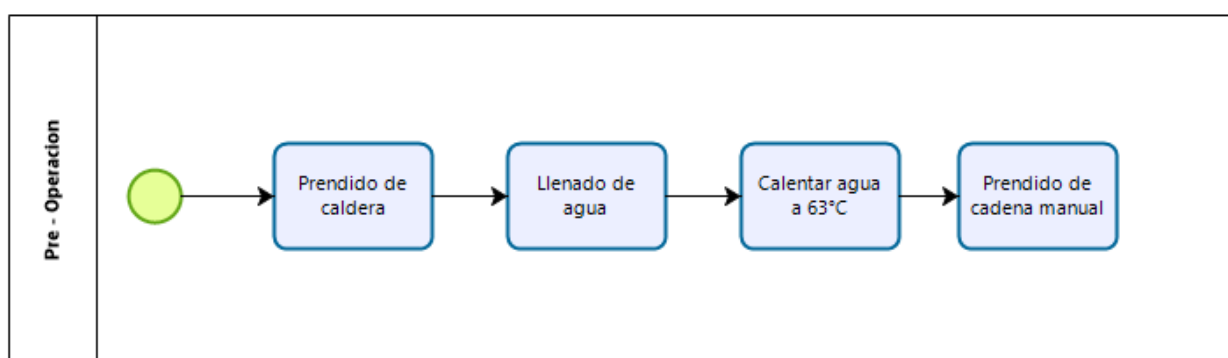 Pre - Operacion
Prendido de
caldera
Llenado de
agua
Calentar agua
a 63°C
Prendido de
cadena manual